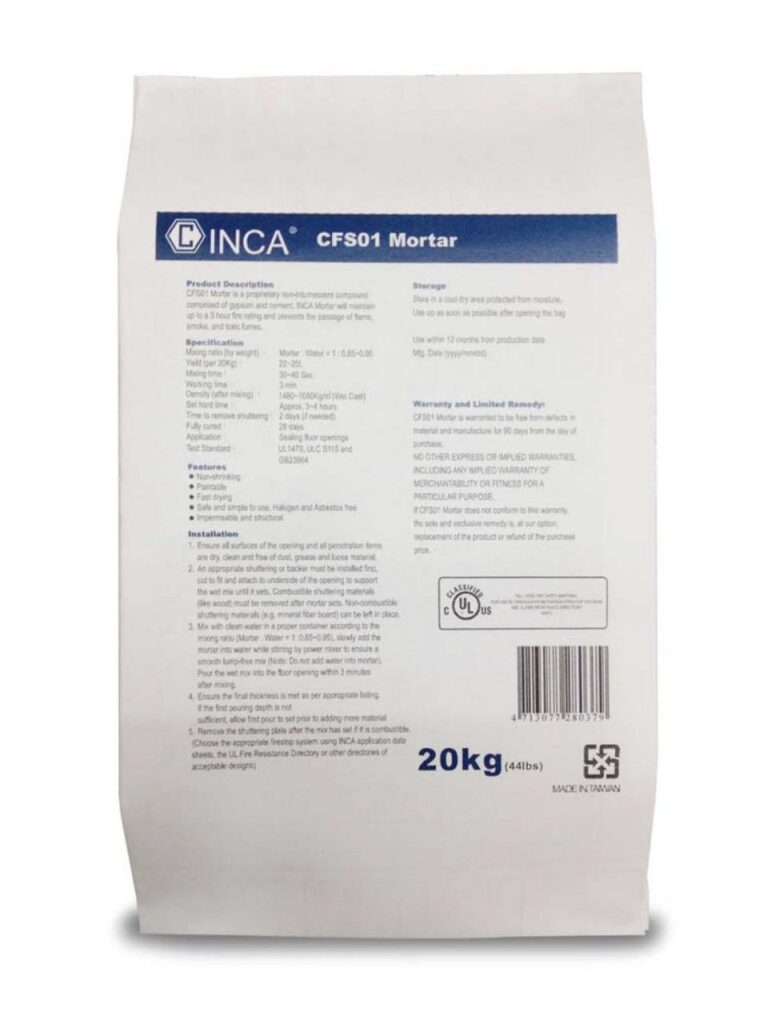 INCA® CFS01 Mortar
Product Description
CFS01 Mortar is a proprietary non-intumescent compound
comprised of gypsum and cement. INCA Mortar will maintain
up to a 3 hour fire rating and prevents the passage of flame,
smoke, and toxic fumes.
Specification
Mixing ratio (by weight) : Mortar : Water = 1 : 0.85~0.95
Yield (per 20Kg) : 22~25L
Mixing time : 30~40 Sec
Working time : 3 min
Density (after mixing) : 1480~1680Kg/m³ (Wet Cast)
Set hard time : Approx. 3~4 hours
Time to remove shuttering : 2 days (if needed)
Fully cured : 28 days
Application : Sealing floor openings
Test Standard : UL1479, ULC S115 and
GB23864
Features
● Non-shrinking
● Paintable
● Fast drying
● Safe and simple to use, Halogen and Asbestos free
● Impermeable and structural
Installation
1. Ensure all surfaces of the opening and all penetration items
are dry, clean and free of dust, grease and loose material.
2. An appropriate shuttering or backer must be installed first,
cut to fit and attach to underside of the opening to support
the wet mix until it sets. Combustible shuttering materials
(like wood) must be removed after mortar sets. Non-combustible
shuttering materials (e.g. mineral fiber board) can be left in place.
3. Mix with clean water in a proper container according to the
mixing ratio (Mortar : Water = 1 :0.85~0.95), slowly add the
mortar into water while stirring by power mixer to ensure a
smooth lump-free mix (Note: Do not add water into mortar).
Pour the wet mix into the floor opening within 3 minutes
after mixing.
4. Ensure the final thickness is met as per appropriate listing.
If the first pouring depth is not
sufficient, allow first pour to set prior to adding more material.
5. Remove the shuttering plate after the mix has set if it is combustible.
(Choose the appropriate firestop system using INCA application data
sheets, the UL Fire Resistance Directory or other directories of
acceptable designs)
Storage
Store in a cool dry area protected from moisture.
Use up as soon as possible after opening the bag.
Use within 12 months from production date
Mfg. Date (yyyy/mm/dd) :
Warranty and Limited Remedy:
CFS01 Mortar is warranted to be free from defects in
material and manufacture for 90 days from the day of
purchase.
NO OTHER EXPRESS OR IMPLIED WARRANTIES,
INCLUDING ANY IMPLIED WARRANTY OF
MERCHANTABILITY OR FITNESS FOR A
PARTICULAR PURPOSE.
If CFS01 Mortar does not conform to this warranty,
the sole and exclusive remedy is, at our option,
replacement of the product or refund of the purchase
price.
CLASSIFIED
C UL US
4 713077 280379
20kg (44lbs)
MADE IN TAIWAN